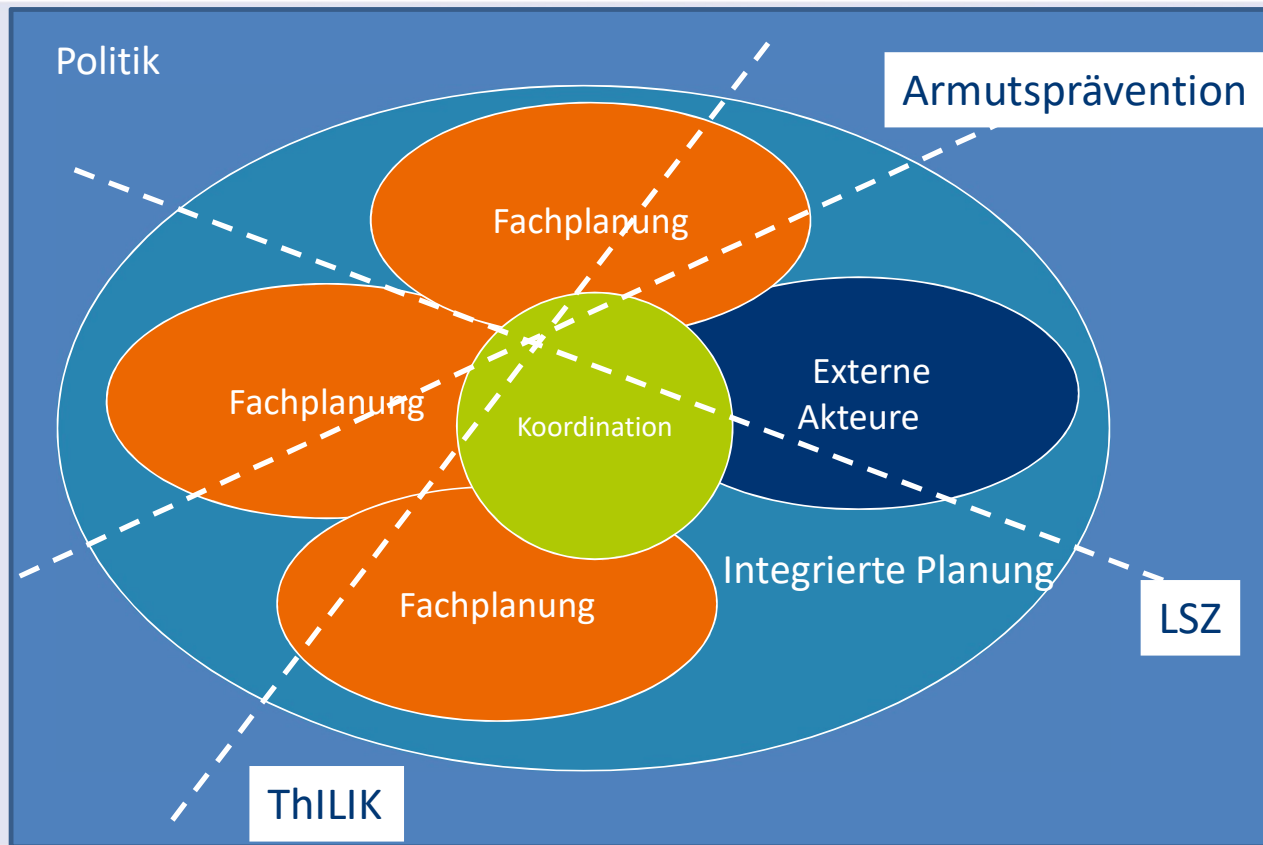 Politik
Armutsprävention
Fachplanung
Fachplanung
Externe
Akteure
Koordination
Integrierte Planung
Fachplanung
LSZ
ThILIK